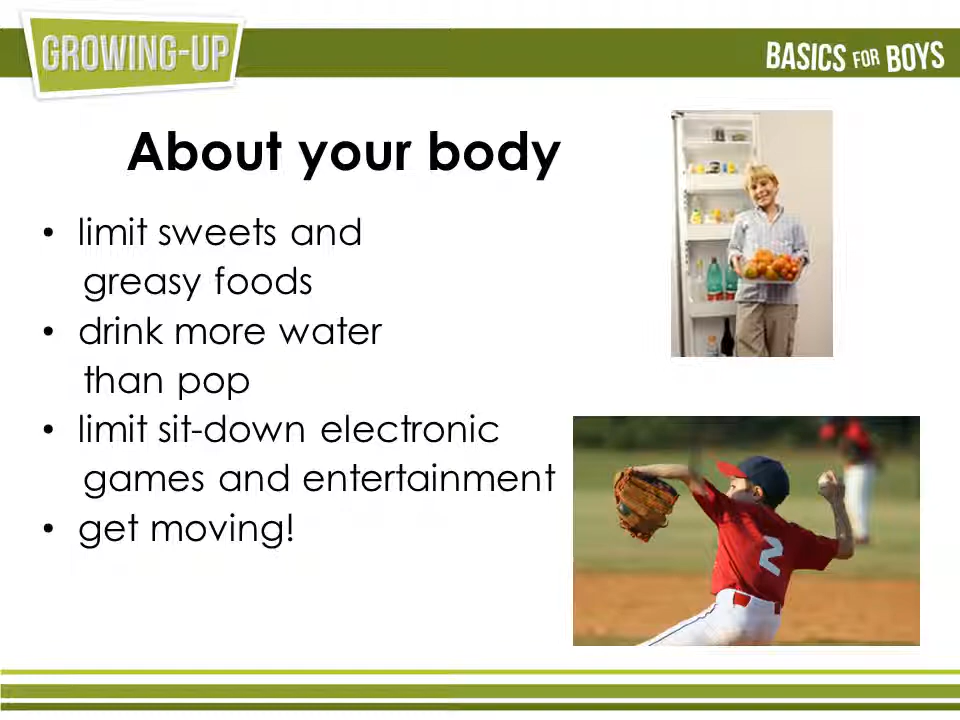 GROWING-UP
BASICS FOR BOYS
About your body
• limit sweets and
greasy foods
• drink more water
than pop
• limit sit-down electronic
games and entertainment
• get moving!
2